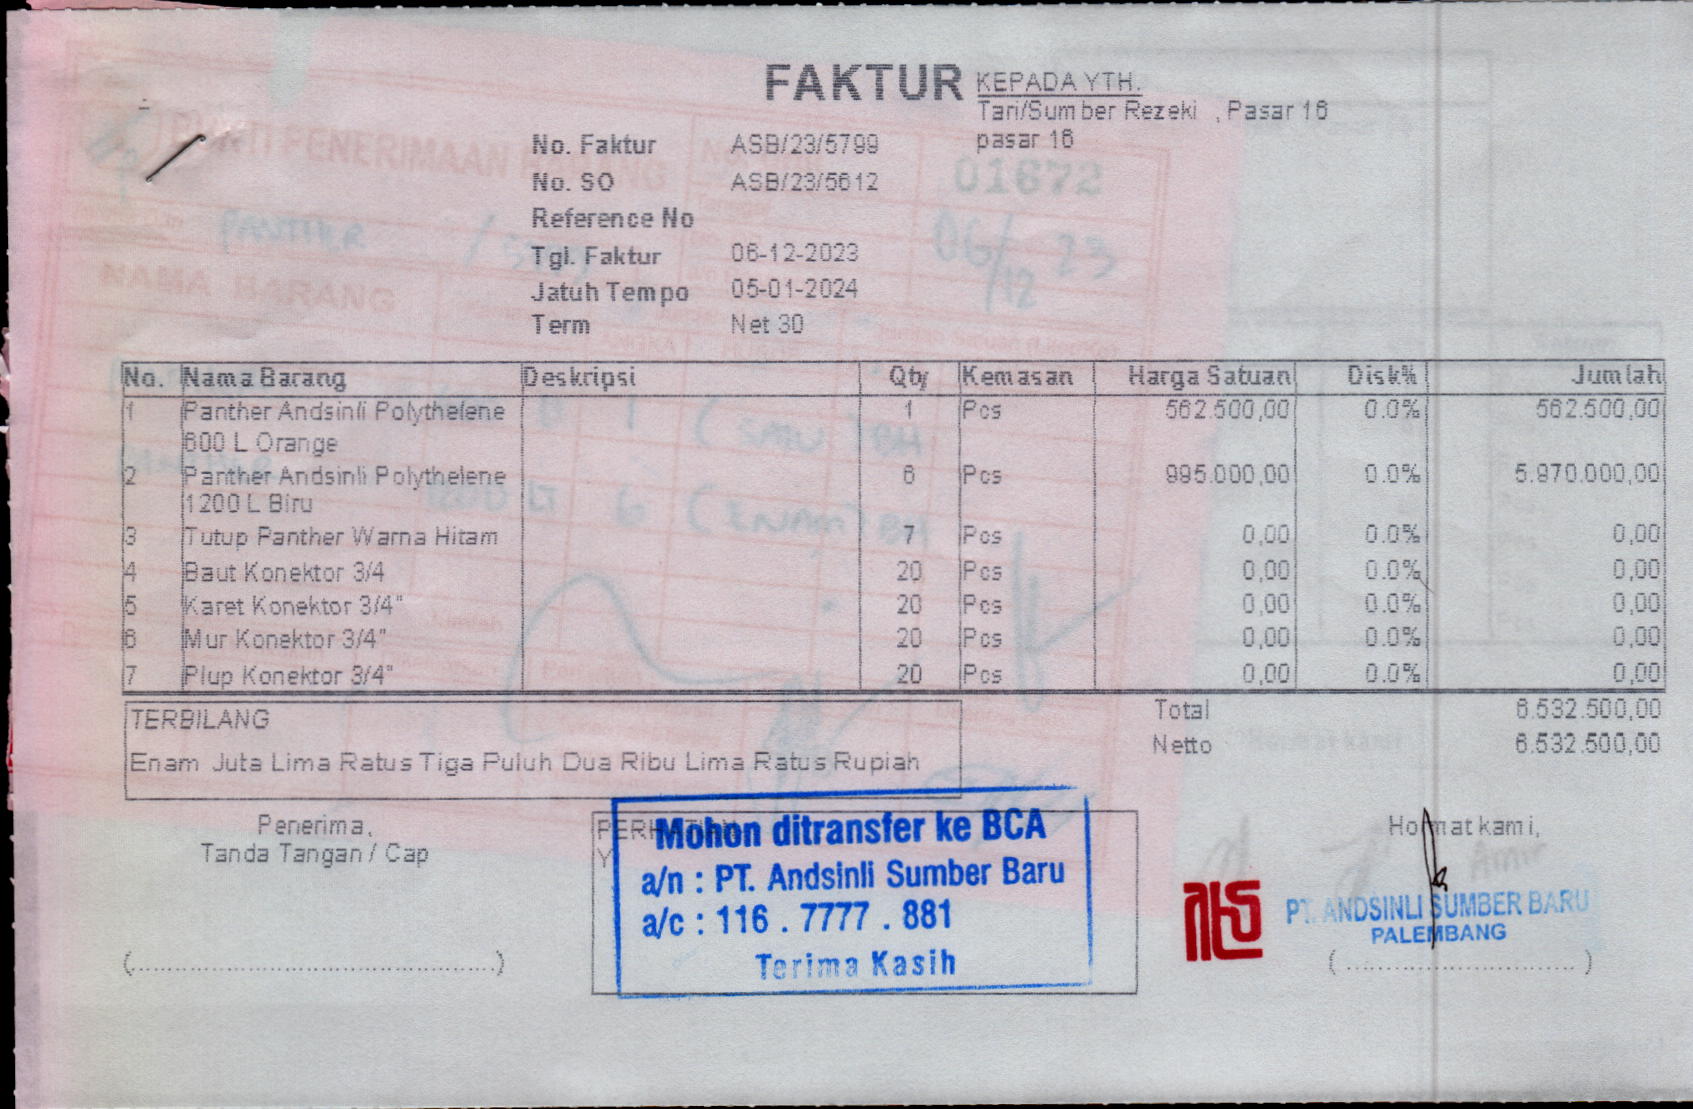 FAKTUR
KEPADA YTH.
Tari/Sumber Rezeki , Pasar 16
pasar 16
No. Faktur ASB/23/5799
No. SO ASB/23/5612
Reference No
Tgl. Faktur 06-12-2023
Jatuh Tempo 05-01-2024
Term Net 30
BUKTI PENERIMAAN BARANG
01672
PANTHER
06/12 23
NAMA BARANG
No. Nama Barang Deskripsi Qty Kemasan Harga Satuan Disk% Jumlah
1 Panther Andsinli Polythelene 1 Pcs 562.500,00 0.0% 562.500,00
600 L Orange
2 Panther Andsinli Polythelene 6 Pcs 995.000,00 0.0% 5.970.000,00
1200 L Biru
3 Tutup Panther Warna Hitam 7 Pcs 0,00 0.0% 0,00
4 Baut Konektor 3/4 20 Pcs 0,00 0.0% 0,00
5 Karet Konektor 3/4" 20 Pcs 0,00 0.0% 0,00
6 Mur Konektor 3/4" 20 Pcs 0,00 0.0% 0,00
7 Plup Konektor 3/4" 20 Pcs 0,00 0.0% 0,00
Total 6.532.500,00
Netto 6.532.500,00
TERBILANG
Enam Juta Lima Ratus Tiga Puluh Dua Ribu Lima Ratus Rupiah
Penerima,
Tanda Tangan / Cap
(..........................................)
Mohon ditransfer ke BCA
a/n : PT. Andsinli Sumber Baru
a/c : 116 . 7777 . 881
Terima Kasih
Hormat kami,
Amir
PT. ANDSINLI SUMBER BARU
PALEMBANG
(............................)